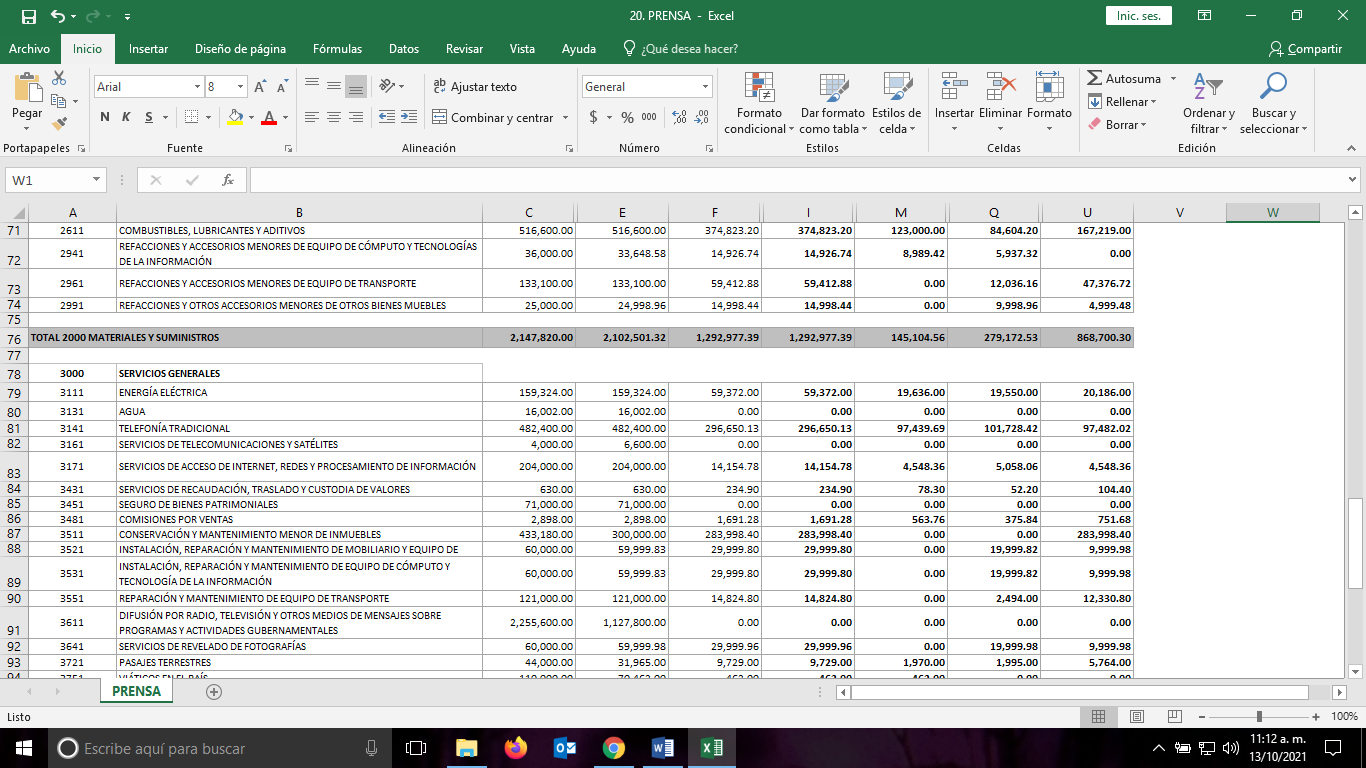 20. PRENSA - Excel
Inic. ses.
Archivo Inicio Insertar Diseño de página Fórmulas Datos Revisar Vista Ayuda ¿Qué desea hacer? Compartir
Pegar
Arial 8 A A
Ajustar texto
General
Formato condicional
Dar formato como tabla
Estilos de celda
Insertar Eliminar Formato
Autosuma
Rellenar
Borrar
Ordenar y filtrar
Buscar y seleccionar
N K S
Combinar y centrar
$ % 000
Portapapeles Fuente Alineación Número Estilos Celdas Edición
W1 fx
A B C E F I M Q U V W
71 2611 COMBUSTIBLES, LUBRICANTES Y ADITIVOS 516,600.00 516,600.00 374,823.20 374,823.20 123,000.00 84,604.20 167,219.00
72 2941 REFACCIONES Y ACCESORIOS MENORES DE EQUIPO DE CÓMPUTO Y TECNOLOGÍAS
DE LA INFORMACIÓN 36,000.00 33,648.58 14,926.74 14,926.74 8,989.42 5,937.32 0.00
73 2961 REFACCIONES Y ACCESORIOS MENORES DE EQUIPO DE TRANSPORTE 133,100.00 133,100.00 59,412.88 59,412.88 0.00 12,036.16 47,376.72
74 2991 REFACCIONES Y OTROS ACCESORIOS MENORES DE OTROS BIENES MUEBLES 25,000.00 24,998.96 14,998.44 14,998.44 0.00 9,998.96 4,999.48
75
76 TOTAL 2000 MATERIALES Y SUMINISTROS 2,147,820.00 2,102,501.32 1,292,977.39 1,292,977.39 145,104.56 279,172.53 868,700.30
77
78 3000 SERVICIOS GENERALES
79 3111 ENERGÍA ELÉCTRICA 159,324.00 159,324.00 59,372.00 59,372.00 19,636.00 19,550.00 20,186.00
80 3131 AGUA 16,002.00 16,002.00 0.00 0.00 0.00 0.00 0.00
81 3141 TELEFONÍA TRADICIONAL 482,400.00 482,400.00 296,650.13 296,650.13 97,439.69 101,728.42 97,482.02
82 3161 SERVICIOS DE TELECOMUNICACIONES Y SATÉLITES 4,000.00 6,600.00 0.00 0.00 0.00 0.00 0.00
83 3171 SERVICIOS DE ACCESO DE INTERNET, REDES Y PROCESAMIENTO DE INFORMACIÓN 204,000.00 204,000.00 14,154.78 14,154.78 4,548.36 5,058.06 4,548.36
84 3431 SERVICIOS DE RECAUDACIÓN, TRASLADO Y CUSTODIA DE VALORES 630.00 630.00 234.90 234.90 78.30 52.20 104.40
85 3451 SEGURO DE BIENES PATRIMONIALES 71,000.00 71,000.00 0.00 0.00 0.00 0.00 0.00
86 3481 COMISIONES POR VENTAS 2,898.00 2,898.00 1,691.28 1,691.28 563.76 375.84 751.68
87 3511 CONSERVACIÓN Y MANTENIMIENTO MENOR DE INMUEBLES 433,180.00 300,000.00 283,998.40 283,998.40 0.00 0.00 283,998.40
88 3521 INSTALACIÓN, REPARACIÓN Y MANTENIMIENTO DE MOBILIARIO Y EQUIPO DE 60,000.00 59,999.83 29,999.80 29,999.80 0.00 19,999.82 9,999.98
89 3531 INSTALACIÓN, REPARACIÓN Y MANTENIMIENTO DE EQUIPO DE CÓMPUTO Y
TECNOLOGÍA DE LA INFORMACIÓN 60,000.00 59,999.83 29,999.80 29,999.80 0.00 19,999.82 9,999.98
90 3551 REPARACIÓN Y MANTENIMIENTO DE EQUIPO DE TRANSPORTE 121,000.00 121,000.00 14,824.80 14,824.80 0.00 2,494.00 12,330.80
91 3611 DIFUSIÓN POR RADIO, TELEVISIÓN Y OTROS MEDIOS DE MENSAJES SOBRE
PROGRAMAS Y ACTIVIDADES GUBERNAMENTALES 2,255,600.00 1,127,800.00 0.00 0.00 0.00 0.00 0.00
92 3641 SERVICIOS DE REVELADO DE FOTOGRAFÍAS 60,000.00 59,999.98 29,999.96 29,999.96 0.00 19,999.98 9,999.98
93 3721 PASAJES TERRESTRES 44,000.00 31,965.00 9,729.00 9,729.00 1,970.00 1,995.00 5,764.00
94 3751 VIÁTICOS EN EL PAÍS
PRENSA
Listo 100%
Escribe aquí para buscar
11:12 a. m.
13/10/2021